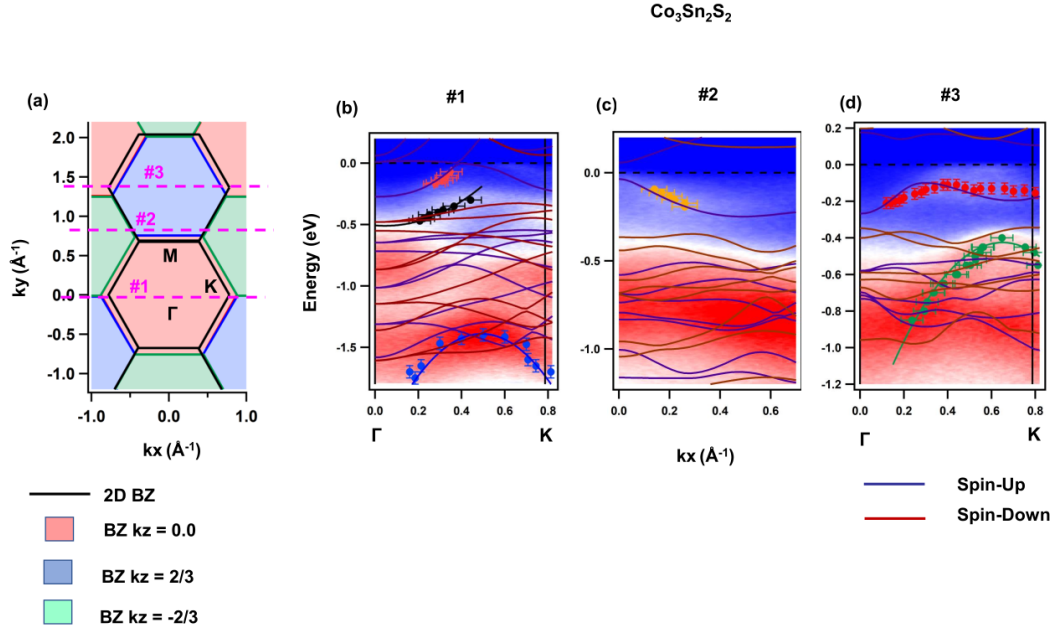 Co3Sn2S2
(a)
2.0
1.5
1.0
0.5
0.0
-0.5
-1.0
ky (Å-1)
#3
#2
M
K
#1
Γ
-1.0 0.0 1.0
kx (Å-1)
(b)
#1
0.0
-0.5
-1.0
-1.5
Energy (eV)
0.0 0.2 0.4 0.6 0.8
Γ K
(c)
#2
0.0
-0.5
-1.0
0.0 0.2 0.4 0.6
kx (Å-1)
(d)
#3
0.2
0.0
-0.2
-0.4
-0.6
-0.8
-1.0
-1.2
0.0 0.2 0.4 0.6 0.8
Γ K
2D BZ
BZ kz = 0.0
BZ kz = 2/3
BZ kz = -2/3
Spin-Up
Spin-Down